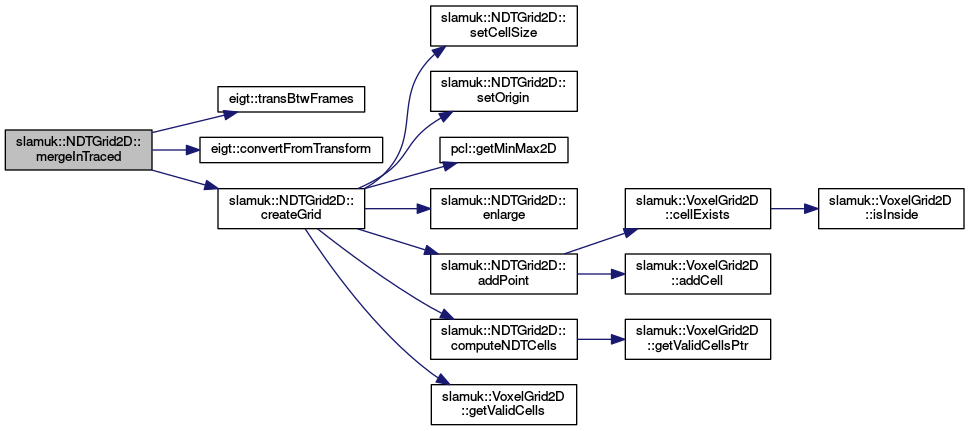 slamuk::NDTGrid2D::
mergeInTraced
eigt::transBtwFrames
eigt::convertFromTransform
slamuk::NDTGrid2D::
createGrid
slamuk::NDTGrid2D::
setCellSize
slamuk::NDTGrid2D::
setOrigin
pcl::getMinMax2D
slamuk::NDTGrid2D::
enlarge
slamuk::NDTGrid2D::
addPoint
slamuk::NDTGrid2D::
computeNDTCells
slamuk::VoxelGrid2D
::getValidCells
slamuk::VoxelGrid2D
::cellExists
slamuk::VoxelGrid2D
::addCell
slamuk::VoxelGrid2D
::getValidCellsPtr
slamuk::VoxelGrid2D
::isInside